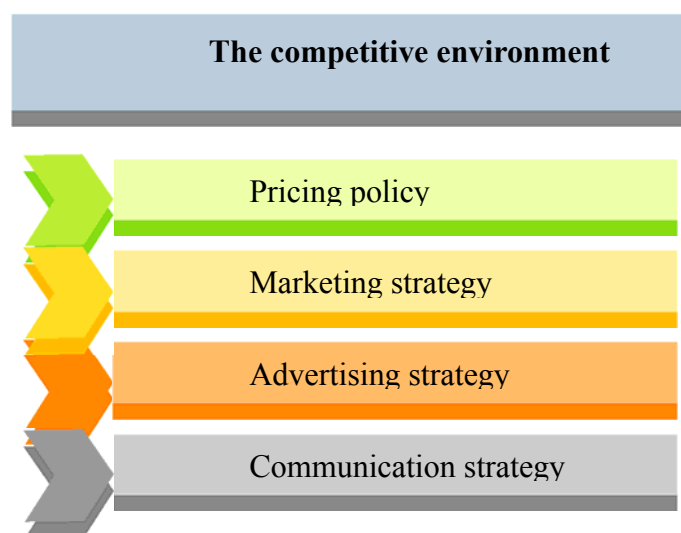 The competitive environment
Pricing policy
Marketing strategy
Advertising strategy
Communication strategy